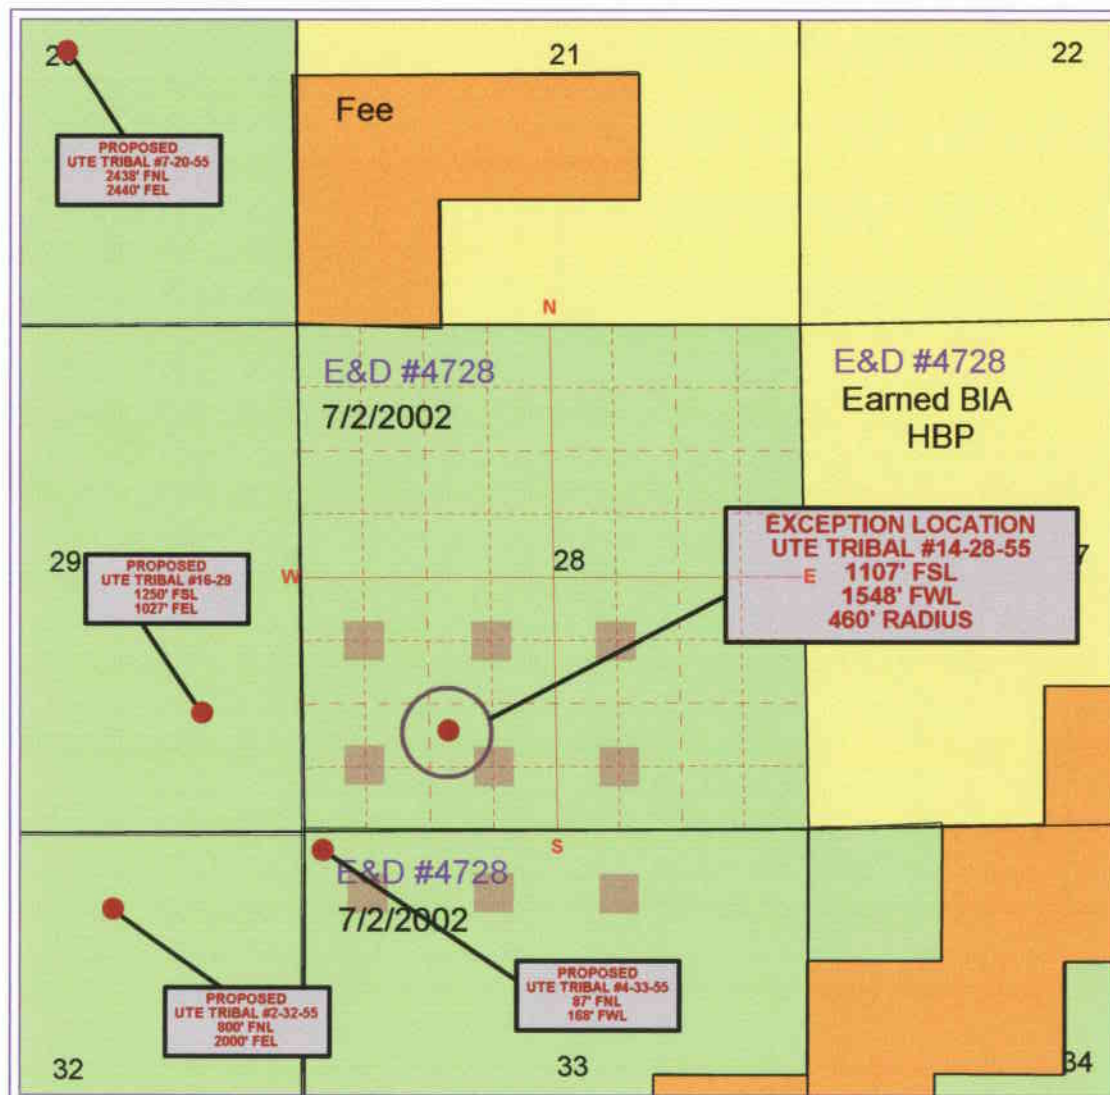 20
21
22
Fee
PROPOSED
UTE TRIBAL #7-20-55
2438' FNL
2440' FEL
N
E&D #4728
7/2/2002
E&D #4728
Earned BIA
HBP
EXCEPTION LOCATION
UTE TRIBAL #14-28-55
1107' FSL
1548' FWL
460' RADIUS
29
PROPOSED
UTE TRIBAL #16-29
1250' FSL
1027' FEL
W
28
E
7
S
E&D #4728
7/2/2002
PROPOSED
UTE TRIBAL #4-33-55
87' FNL
168' FWL
PROPOSED
UTE TRIBAL #2-32-55
800' FNL
2000' FEL
32
33
34